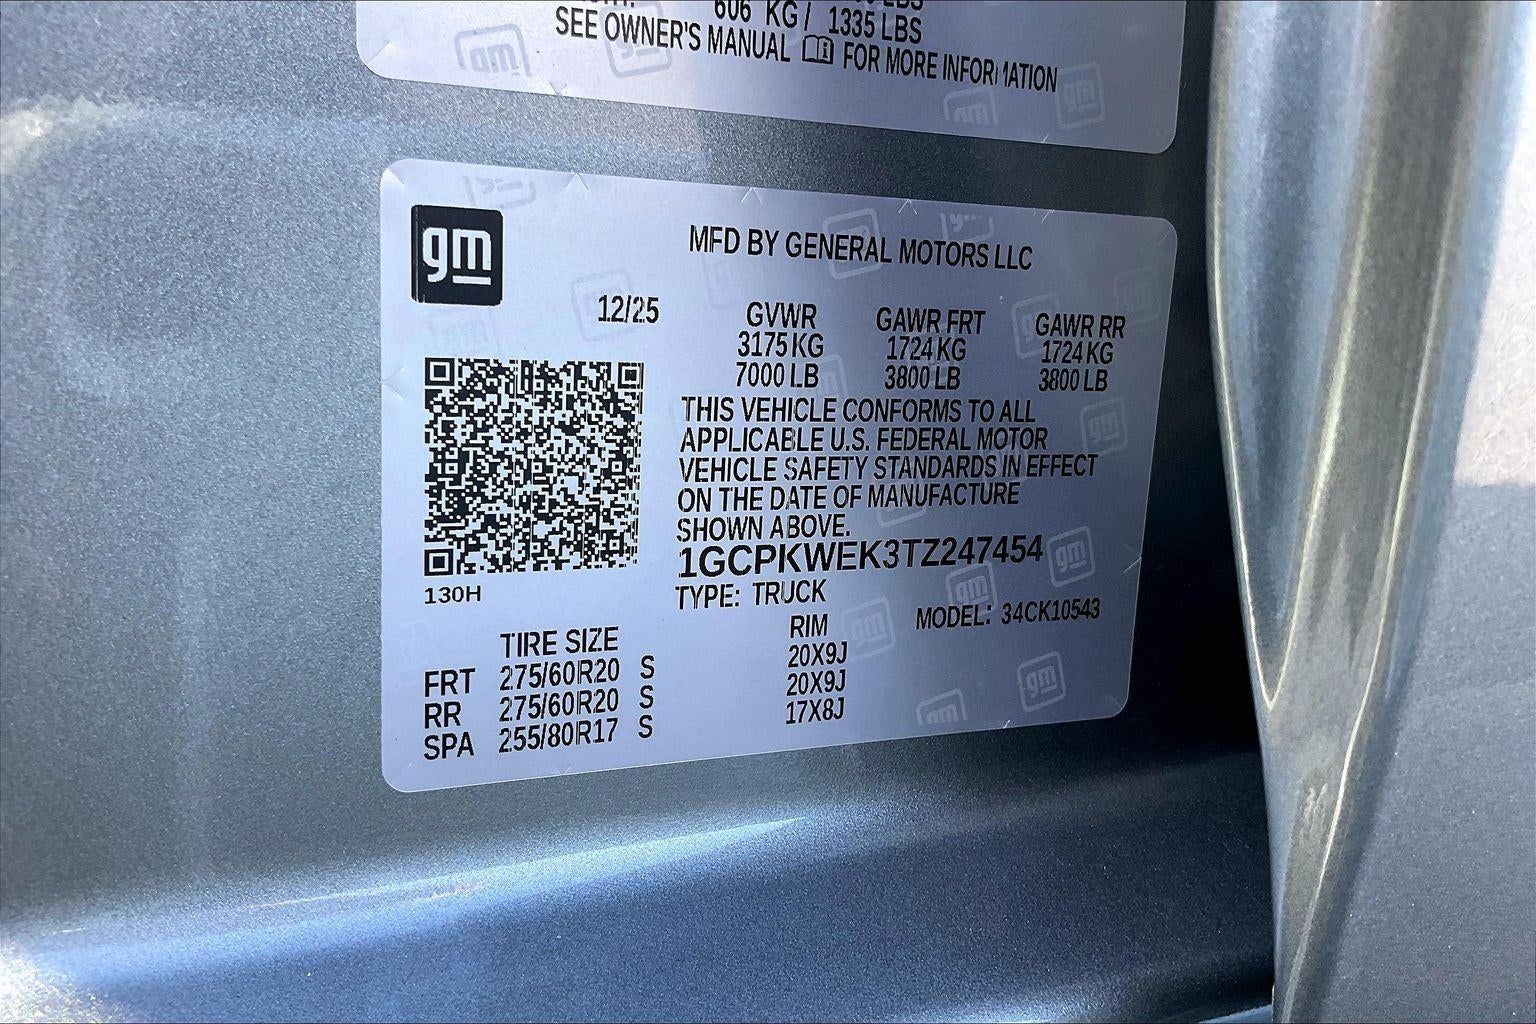 606 KG / 1335 LBS
SEE OWNER'S MANUAL FOR MORE INFORMATION
gm
MFD BY GENERAL MOTORS LLC
12/25
GVWR GAWR FRT GAWR RR
3175 KG 1724 KG 1724 KG
7000 LB 3800 LB 3800 LB
THIS VEHICLE CONFORMS TO ALL
APPLICABLE U.S. FEDERAL MOTOR
VEHICLE SAFETY STANDARDS IN EFFECT
ON THE DATE OF MANUFACTURE
SHOWN ABOVE.
1GCPKWEK3TZ247454
130H
TYPE: TRUCK
MODEL: 34CK10543
TIRE SIZE RIM
FRT 275/60R20 S 20X9J
RR 275/60R20 S 20X9J
SPA 255/80R17 S 17X8J